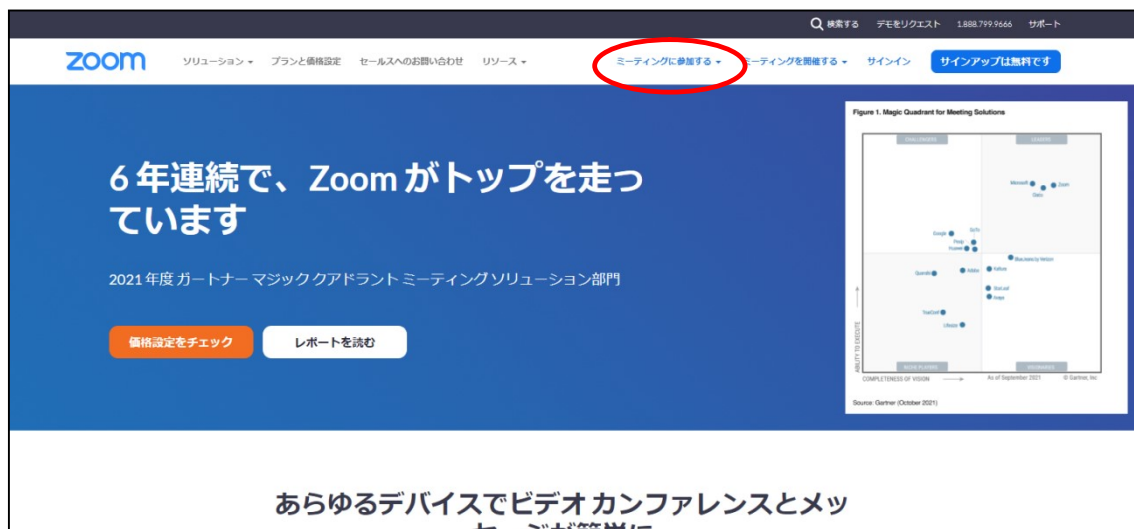 検索する デモをリクエスト 1.888.799.9666 サポート
zoom ソリューション プランと価格設定 セールスへのお問い合わせ リソース ミーティングに参加する ミーティングを開催する サインイン サインアップは無料です
6 年連続で、Zoom がトップを走っ
ています
2021 年度 ガートナー マジック クアドラント ミーティング ソリューション部門
価格設定をチェック レポートを読む
Figure 1. Magic Quadrant for Meeting Solutions
CHALLENGERS LEADERS
Microsoft Zoom
Cisco
Google GoTo
Pexip
Huawei
BlueJeans by Verizon
Adobe
StarLeaf
Avaya
TrueConf
Lifesize
ABILITY TO EXECUTE
NICHE PLAYERS VISIONARIES
COMPLETENESS OF VISION As of September 2021 © Gartner, Inc
Source: Gartner (October 2021)
あらゆるデバイスでビデオ カンファレンスとメッ